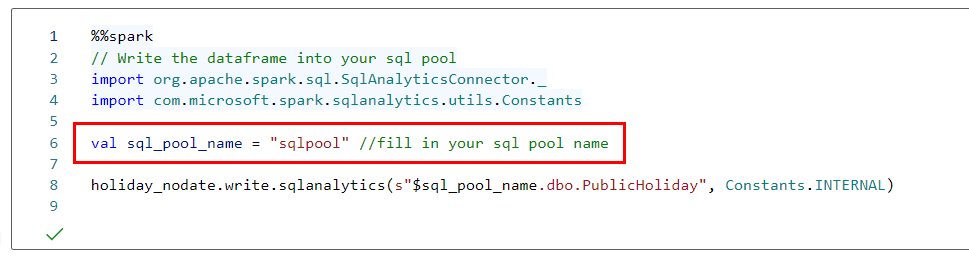 1 %%spark
2 // Write the dataframe into your sql pool
3 import org.apache.spark.sql.SqlAnalyticsConnector._
4 import com.microsoft.spark.sqlanalytics.utils.Constants
5
6 val sql_pool_name = "sqlpool" //fill in your sql pool name
7
8 holiday_nodate.write.sqlanalytics(s"$sql_pool_name.dbo.PublicHoliday", Constants.INTERNAL)
9